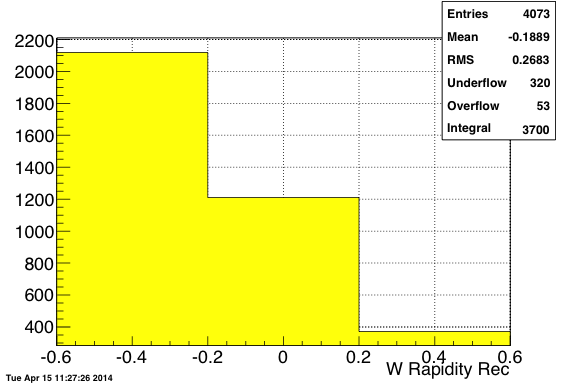 Entries 4073
Mean -0.1889
RMS 0.2683
Underflow 320
Overflow 53
Integral 3700
2200
2000
1800
1600
1400
1200
1000
800
600
400
-0.6 -0.4 -0.2 0 0.2 0.4 0.6
W Rapidity Rec
Tue Apr 15 11:27:26 2014